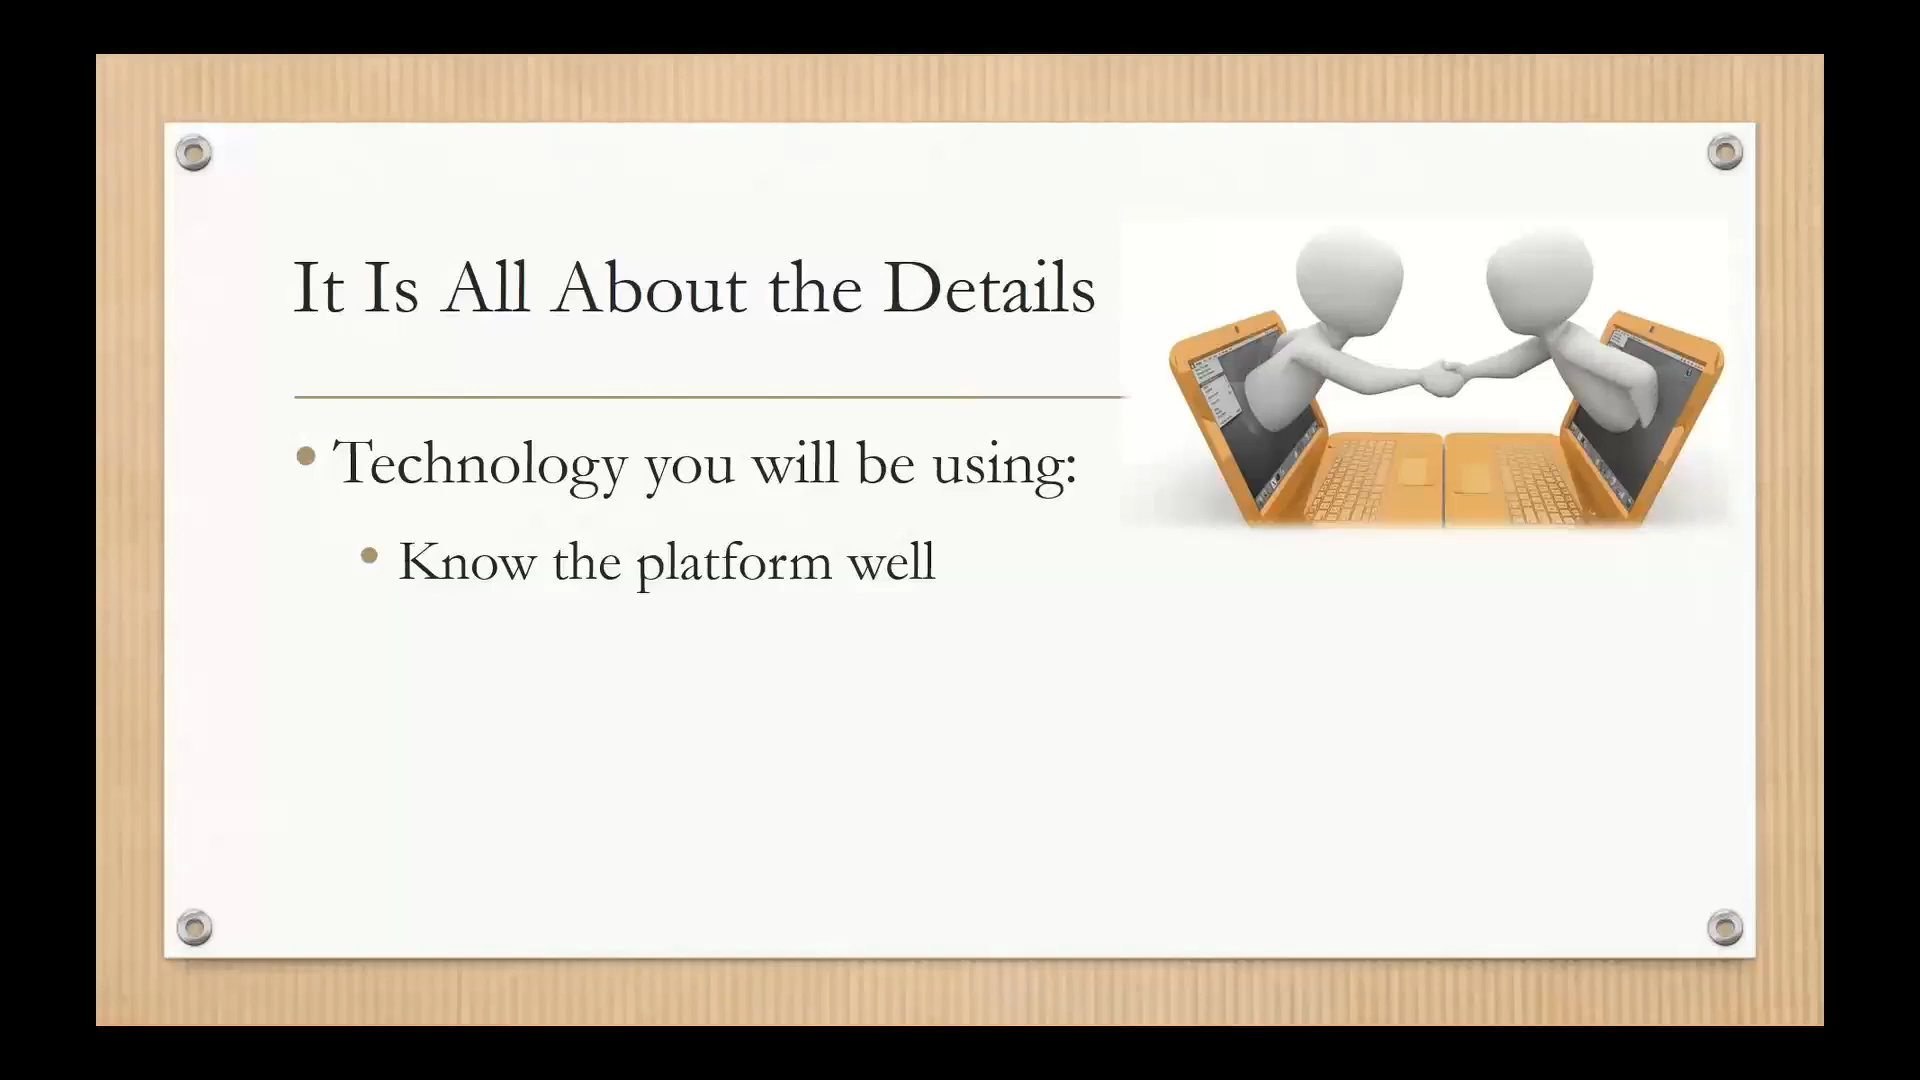 It Is All About the Details
Technology you will be using:
Know the platform well